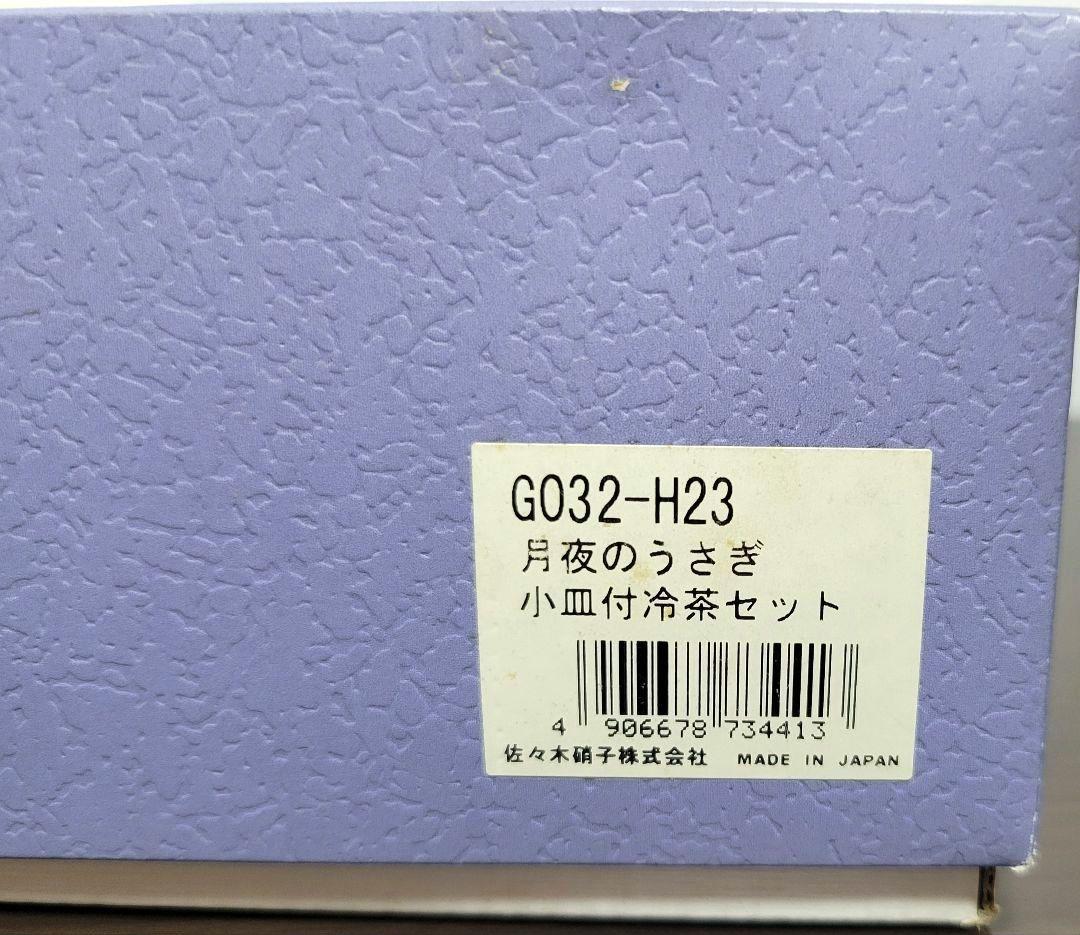 G032-H23
月夜のうさぎ
小皿付冷茶セット
4 906678 734413
佐々木硝子株式会社 MADE IN JAPAN